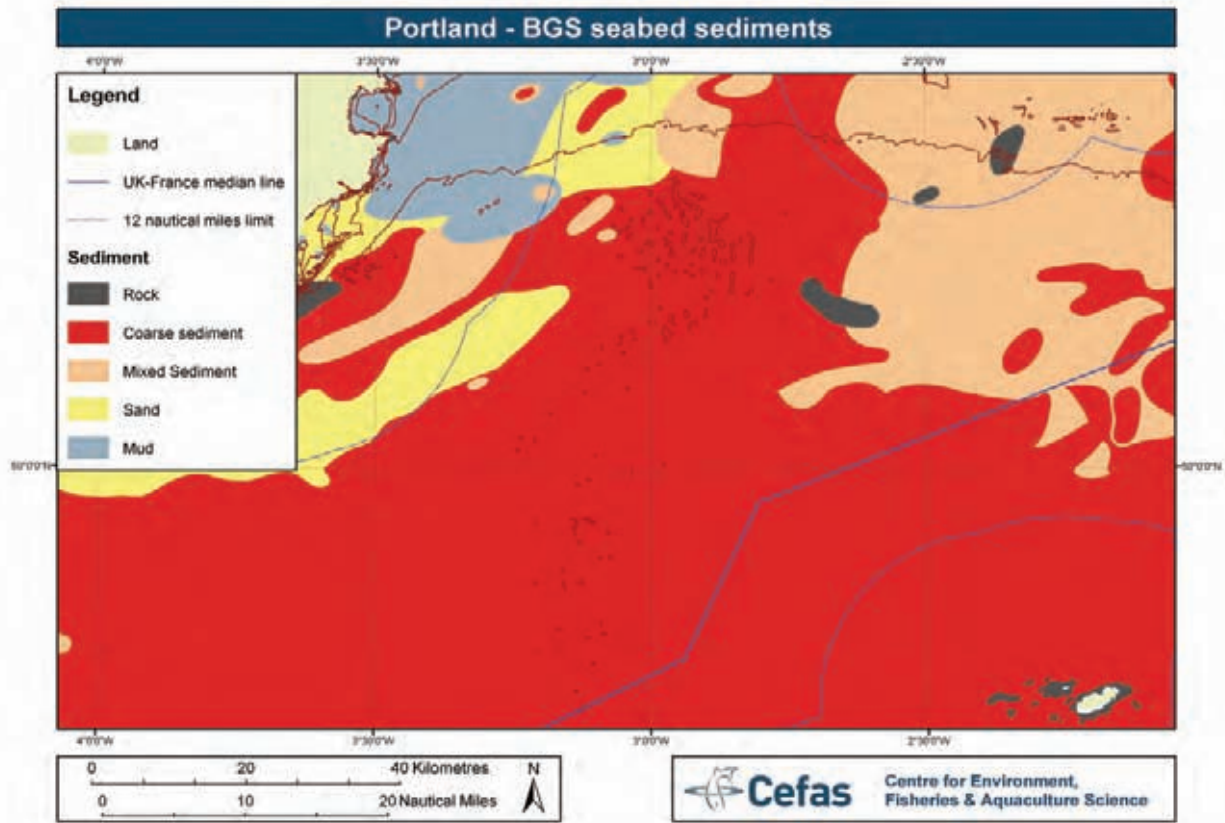 Portland - BGS seabed sediments
4°0'0"W 3°30'0"W 3°0'0"W 2°30'0"W
Legend
Land
UK-France median line
12 nautical miles limit
Sediment
Rock
Coarse sediment
Mixed Sediment
Sand
Mud
50°0'0"N 50°0'0"N
4°0'0"W 3°30'0"W 3°0'0"W 2°30'0"W
0 20 40 Kilometres N
0 10 20 Nautical Miles
Cefas
Centre for Environment,
Fisheries & Aquaculture Science